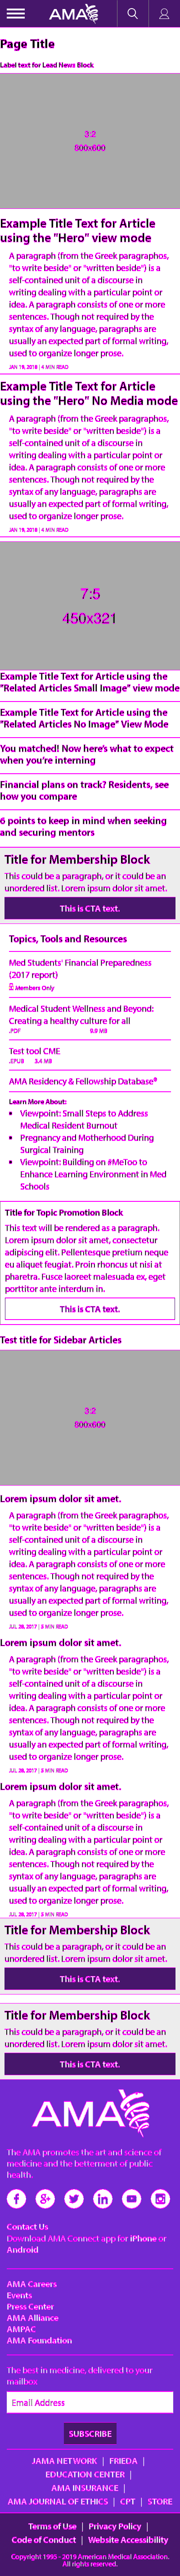 AMA
Page Title
Label text for Lead News Block
3:2
800x600
Example Title Text for Article
using the "Hero" view mode
A paragraph (from the Greek paragraphos,
"to write beside" or "written beside") is a
self-contained unit of a discourse in
writing dealing with a particular point or
idea. A paragraph consists of one or more
sentences. Though not required by the
syntax of any language, paragraphs are
usually an expected part of formal writing,
used to organize longer prose.
JAN 19, 2018 | 4 MIN READ
Example Title Text for Article
using the "Hero" No Media mode
A paragraph (from the Greek paragraphos,
"to write beside" or "written beside") is a
self-contained unit of a discourse in
writing dealing with a particular point or
idea. A paragraph consists of one or more
sentences. Though not required by the
syntax of any language, paragraphs are
usually an expected part of formal writing,
used to organize longer prose.
JAN 19, 2018 | 4 MIN READ
7:5
450x321
Example Title Text for Article using the
"Related Articles Small Image" view mode
Example Title Text for Article using the
"Related Articles No Image" View Mode
You matched! Now here's what to expect
when you're interning
Financial plans on track? Residents, see
how you compare
6 points to keep in mind when seeking
and securing mentors
Title for Membership Block
This could be a paragraph, or it could be an
unordered list. Lorem ipsum dolor sit amet.
This is CTA text.
Topics, Tools and Resources
Med Students' Financial Preparedness
(2017 report)
Members Only
Medical Student Wellness and Beyond:
Creating a healthy culture for all
.PDF 9.9 MB
Test tool CME
.EPUB 3.4 MB
AMA Residency & Fellowship Database®
Learn More About:
• Viewpoint: Small Steps to Address
Medical Resident Burnout
• Pregnancy and Motherhood During
Surgical Training
• Viewpoint: Building on #MeToo to
Enhance Learning Environment in Med
Schools
Title for Topic Promotion Block
This text will be rendered as a paragraph.
Lorem ipsum dolor sit amet, consectetur
adipiscing elit. Pellentesque pretium neque
eu aliquet feugiat. Proin rhoncus ut nisi at
pharetra. Fusce laoreet malesuada ex, eget
porttitor ante interdum in.
This is CTA text.
Test title for Sidebar Articles
3:2
800x600
Lorem ipsum dolor sit amet.
A paragraph (from the Greek paragraphos,
"to write beside" or "written beside") is a
self-contained unit of a discourse in
writing dealing with a particular point or
idea. A paragraph consists of one or more
sentences. Though not required by the
syntax of any language, paragraphs are
usually an expected part of formal writing,
used to organize longer prose.
JUL 28, 2017 | 5 MIN READ
Lorem ipsum dolor sit amet.
A paragraph (from the Greek paragraphos,
"to write beside" or "written beside") is a
self-contained unit of a discourse in
writing dealing with a particular point or
idea. A paragraph consists of one or more
sentences. Though not required by the
syntax of any language, paragraphs are
usually an expected part of formal writing,
used to organize longer prose.
JUL 28, 2017 | 5 MIN READ
Lorem ipsum dolor sit amet.
A paragraph (from the Greek paragraphos,
"to write beside" or "written beside") is a
self-contained unit of a discourse in
writing dealing with a particular point or
idea. A paragraph consists of one or more
sentences. Though not required by the
syntax of any language, paragraphs are
usually an expected part of formal writing,
used to organize longer prose.
JUL 28, 2017 | 5 MIN READ
Title for Membership Block
This could be a paragraph, or it could be an
unordered list. Lorem ipsum dolor sit amet.
This is CTA text.
Title for Membership Block
This could be a paragraph, or it could be an
unordered list. Lorem ipsum dolor sit amet.
This is CTA text.
AMA
The AMA promotes the art and science of
medicine and the betterment of public
health.
Contact Us
Download AMA Connect app for iPhone or
Android
AMA Careers
Events
Press Center
AMA Alliance
AMPAC
AMA Foundation
The best in medicine, delivered to your
mailbox
Email Address
SUBSCRIBE
JAMA NETWORK | FRIEDA |
EDUCATION CENTER |
AMA INSURANCE |
AMA JOURNAL OF ETHICS | CPT | STORE
Terms of Use | Privacy Policy |
Code of Conduct | Website Accessibility
Copyright 1995 - 2019 American Medical Association.
All rights reserved.